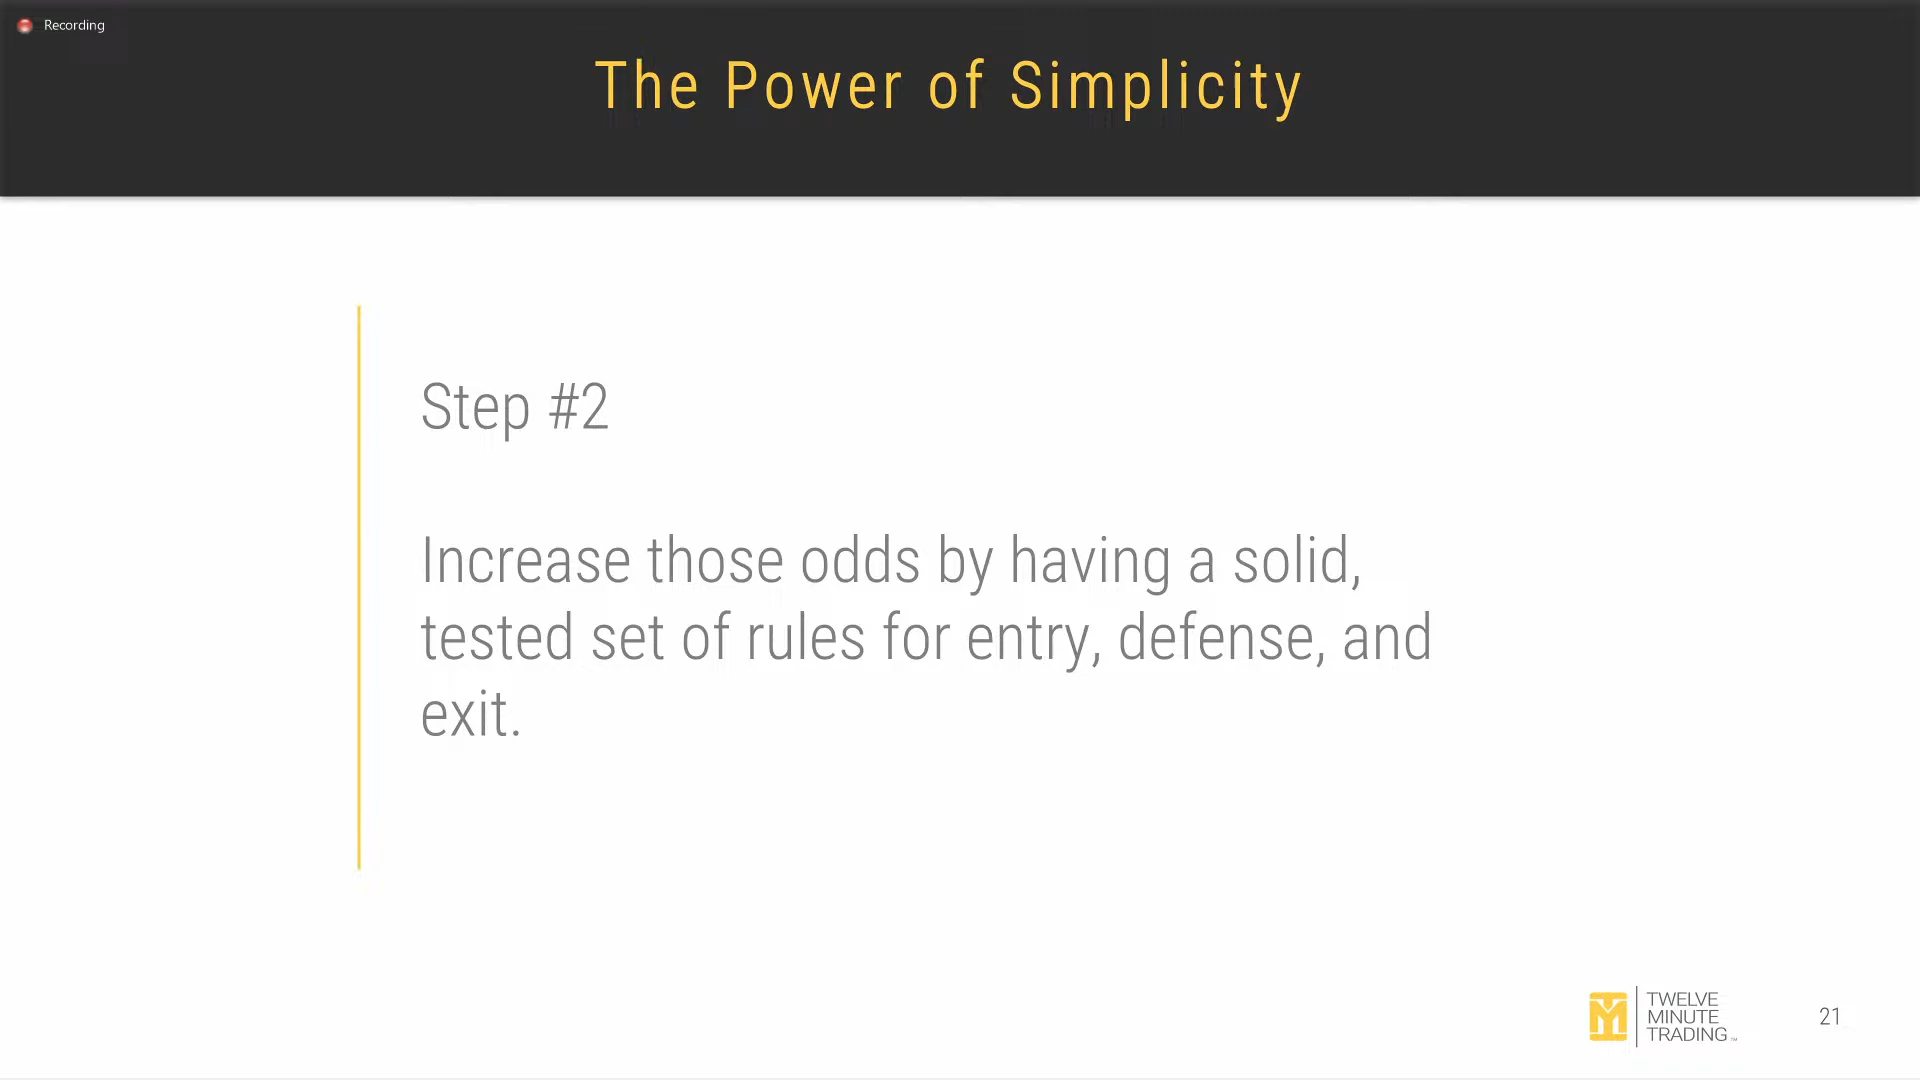 Recording
The Power of Simplicity
Step #2
Increase those odds by having a solid,
tested set of rules for entry, defense, and
exit.
TWELVE
MINUTE
TRADING™
21